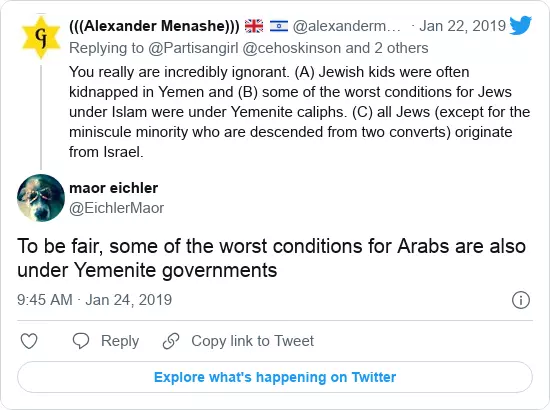 (((Alexander Menashe))) 🇬🇧 🇮🇱 @alexanderm… · Jan 22, 2019
G
Replying to @Partisangirl @cehoskinson and 2 others
You really are incredibly ignorant. (A) Jewish kids were often
kidnapped in Yemen and (B) some of the worst conditions for Jews
under Islam were under Yemenite caliphs. (C) all Jews (except for the
miniscule minority who are descended from two converts) originate
from Israel.
maor eichler
@EichlerMaor
To be fair, some of the worst conditions for Arabs are also
under Yemenite governments
9:45 AM · Jan 24, 2019
Reply
Copy link to Tweet
Explore what's happening on Twitter